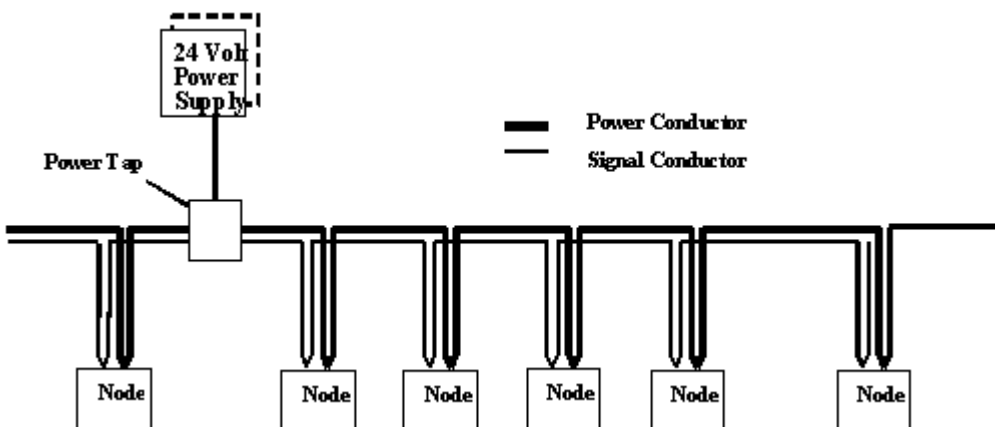 24 Volt
Power
Supply
Power Conductor
Signal Conductor
Power Tap
Node
Node
Node
Node
Node
Node